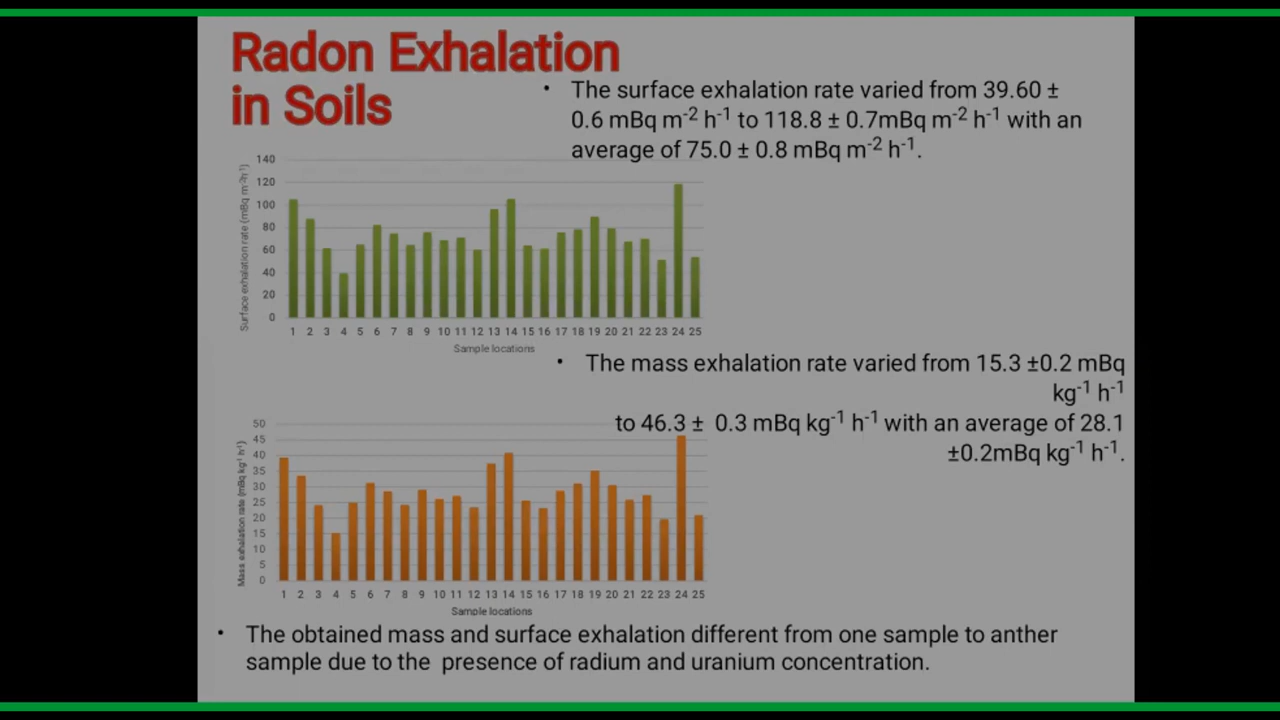 Radon Exhalation
in Soils
• The surface exhalation rate varied from 39.60 ±
0.6 mBq m⁻² h⁻¹ to 118.8 ± 0.7mBq m⁻² h⁻¹ with an
average of 75.0 ± 0.8 mBq m⁻² h⁻¹.
Surface exhalation rate (mBq m⁻²h⁻¹)
140
120
100
80
60
40
20
0
1 2 3 4 5 6 7 8 9 10 11 12 13 14 15 16 17 18 19 20 21 22 23 24 25
Sample locations
• The mass exhalation rate varied from 15.3 ±0.2 mBq
kg⁻¹ h⁻¹
to 46.3 ± 0.3 mBq kg⁻¹ h⁻¹ with an average of 28.1
±0.2mBq kg⁻¹ h⁻¹.
Mass exhalation rate (mBq kg⁻¹ h⁻¹)
50
45
40
35
30
25
20
15
10
5
0
1 2 3 4 5 6 7 8 9 10 11 12 13 14 15 16 17 18 19 20 21 22 23 24 25
Sample locations
• The obtained mass and surface exhalation different from one sample to anther
sample due to the presence of radium and uranium concentration.